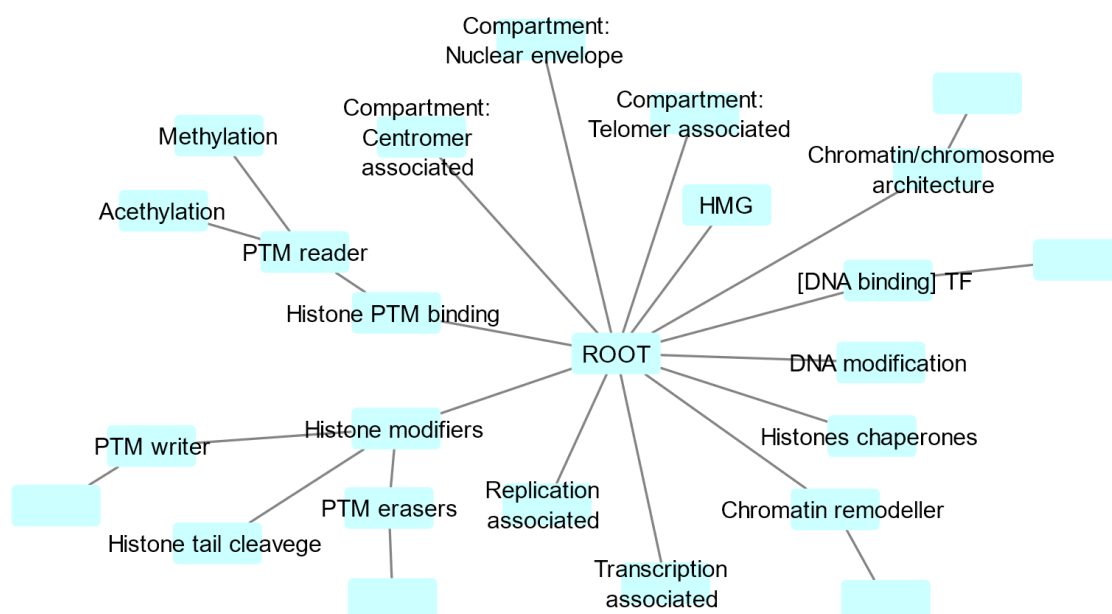 Compartment:
Nuclear envelope
Compartment:
Centromer
associated
Compartment:
Telomer associated
Methylation
Chromatin/chromosome
architecture
Acethylation
HMG
PTM reader
[DNA binding] TF
Histone PTM binding
ROOT
DNA modification
Histone modifiers
Histones chaperones
PTM writer
Replication
associated
PTM erasers
Chromatin remodeller
Histone tail cleavege
Transcription
associated